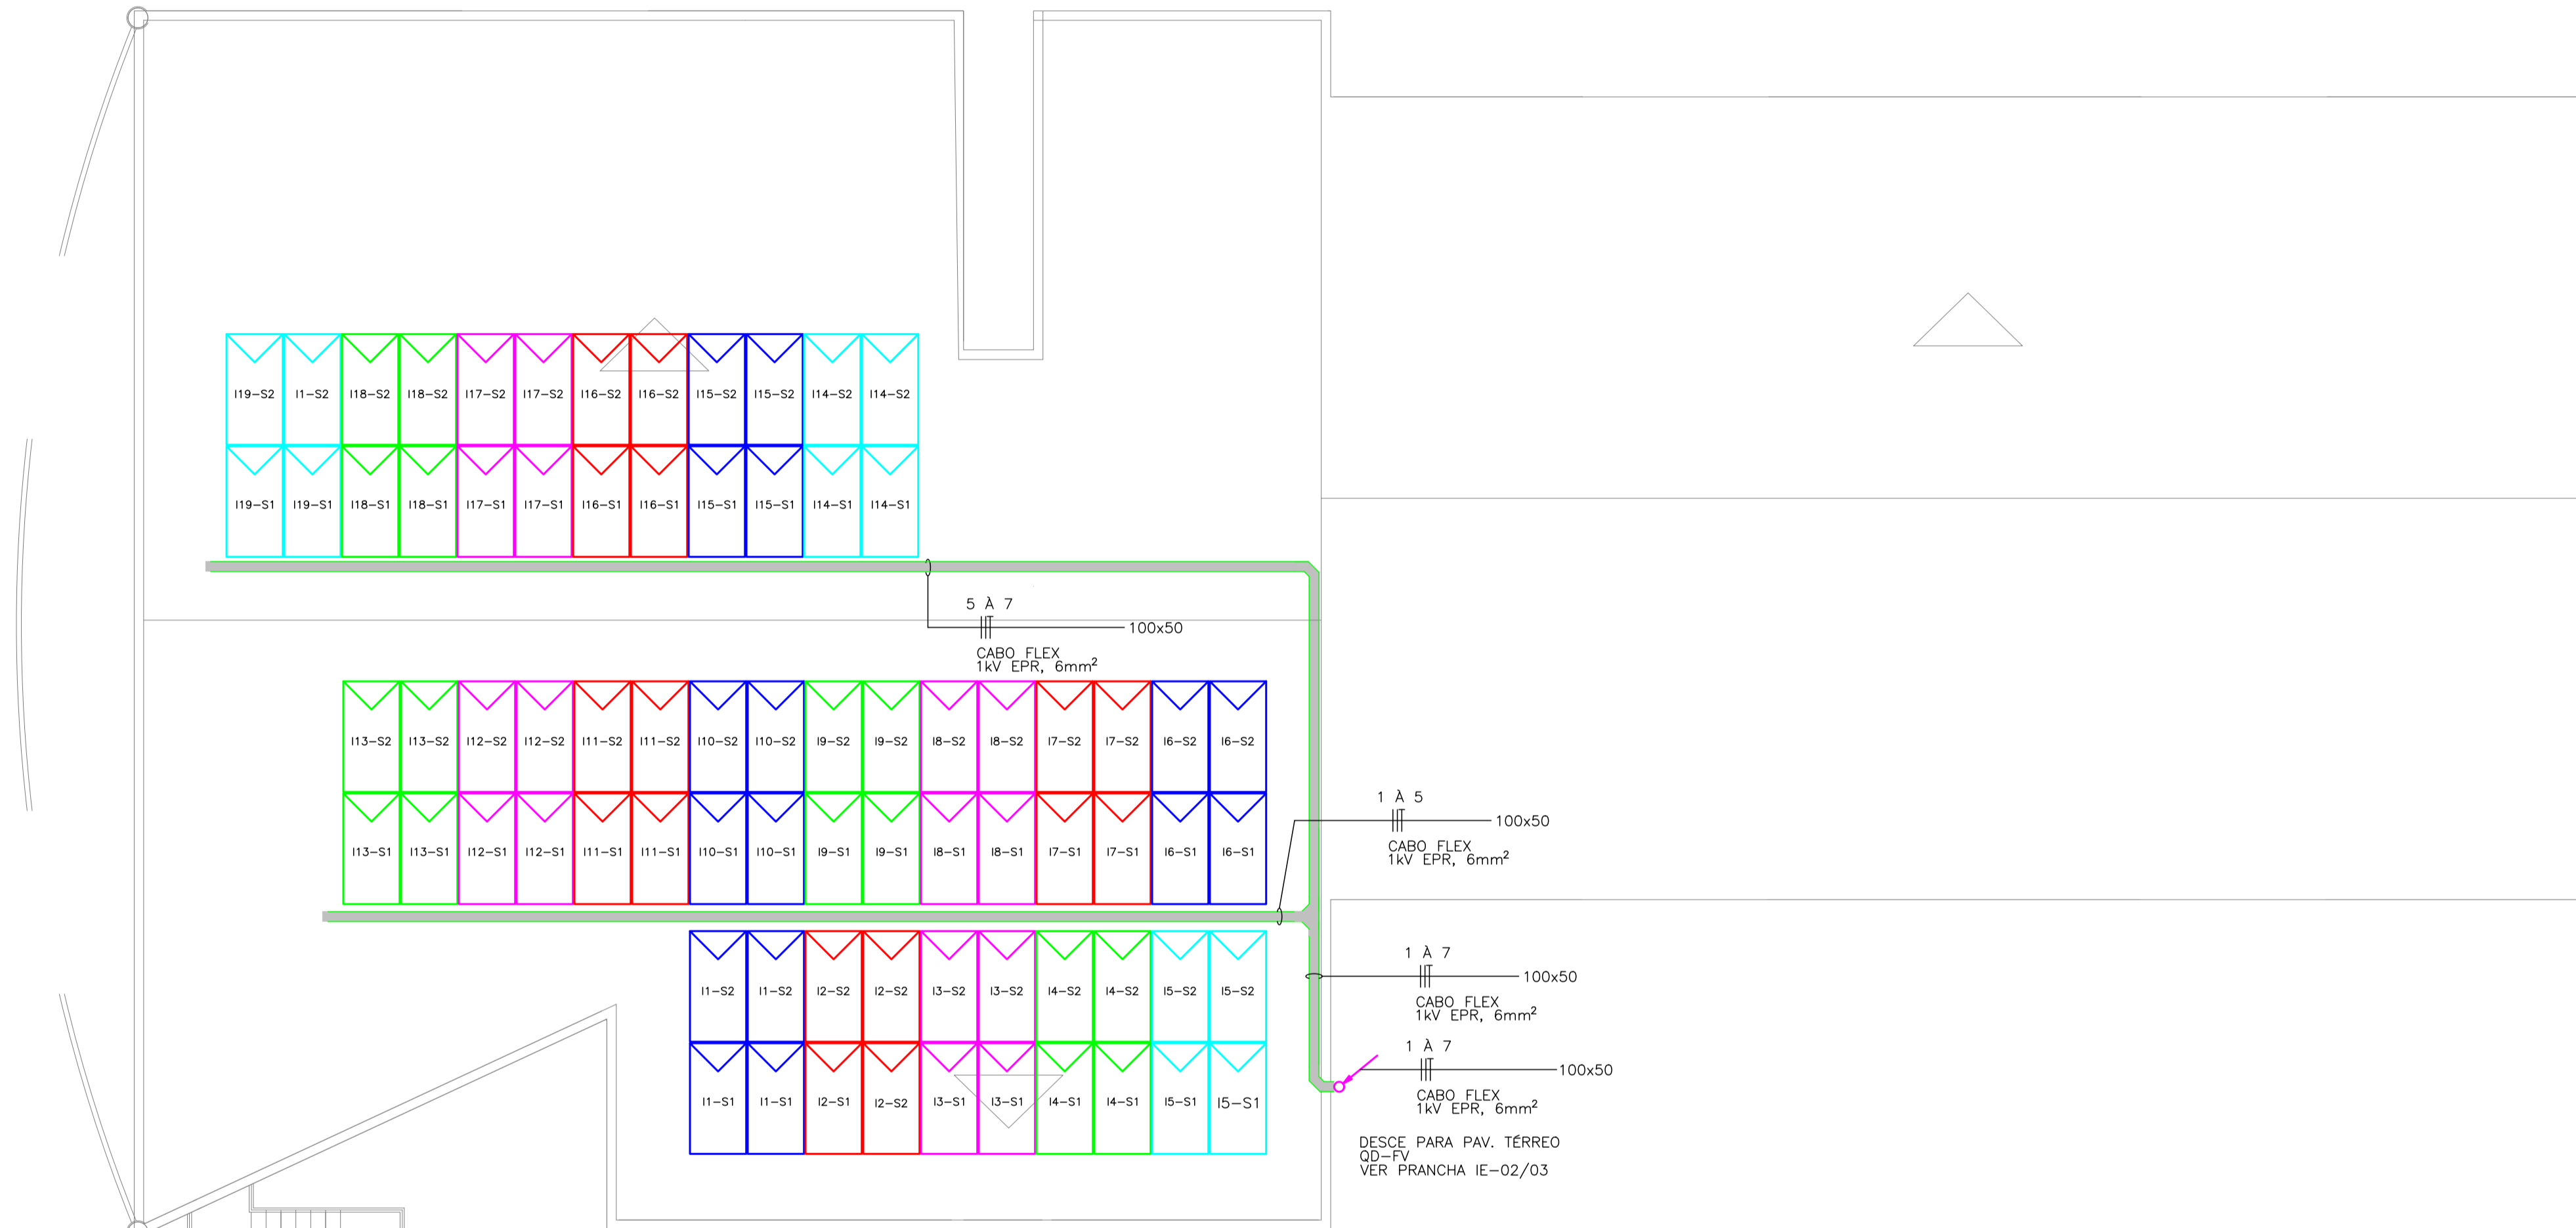 I19-S2 I1-S2 I18-S2 I18-S2 I17-S2 I17-S2 I16-S2 I16-S2 I15-S2 I15-S2 I14-S2 I14-S2
I19-S1 I19-S1 I18-S1 I18-S1 I17-S1 I17-S1 I16-S1 I16-S1 I15-S1 I15-S1 I14-S1 I14-S1
5 À 7
100x50
CABO FLEX
1kV EPR, 6mm²
I13-S2 I13-S2 I12-S2 I12-S2 I11-S2 I11-S2 I10-S2 I10-S2 I9-S2 I9-S2 I8-S2 I8-S2 I7-S2 I7-S2 I6-S2 I6-S2
I13-S1 I13-S1 I12-S1 I12-S1 I11-S1 I11-S1 I10-S1 I10-S1 I9-S1 I9-S1 I8-S1 I8-S1 I7-S1 I7-S1 I6-S1 I6-S1
1 À 5
100x50
CABO FLEX
1kV EPR, 6mm²
I1-S2 I1-S2 I2-S2 I2-S2 I3-S2 I3-S2 I4-S2 I4-S2 I5-S2 I5-S2
I1-S1 I1-S1 I2-S1 I2-S2 I3-S1 I3-S1 I4-S1 I4-S1 I5-S1 I5-S1
1 À 7
100x50
CABO FLEX
1kV EPR, 6mm²
1 À 7
100x50
CABO FLEX
1kV EPR, 6mm²
DESCE PARA PAV. TÉRREO
QD-FV
VER PRANCHA IE-02/03